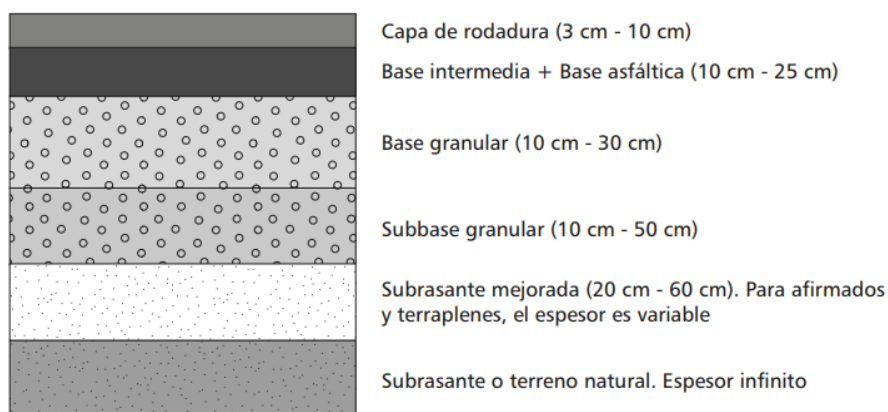 Capa de rodadura (3 cm - 10 cm)
Base intermedia + Base asfáltica (10 cm - 25 cm)
Base granular (10 cm - 30 cm)
Subbase granular (10 cm - 50 cm)
Subrasante mejorada (20 cm - 60 cm). Para afirmados
y terraplenes, el espesor es variable
Subrasante o terreno natural. Espesor infinito